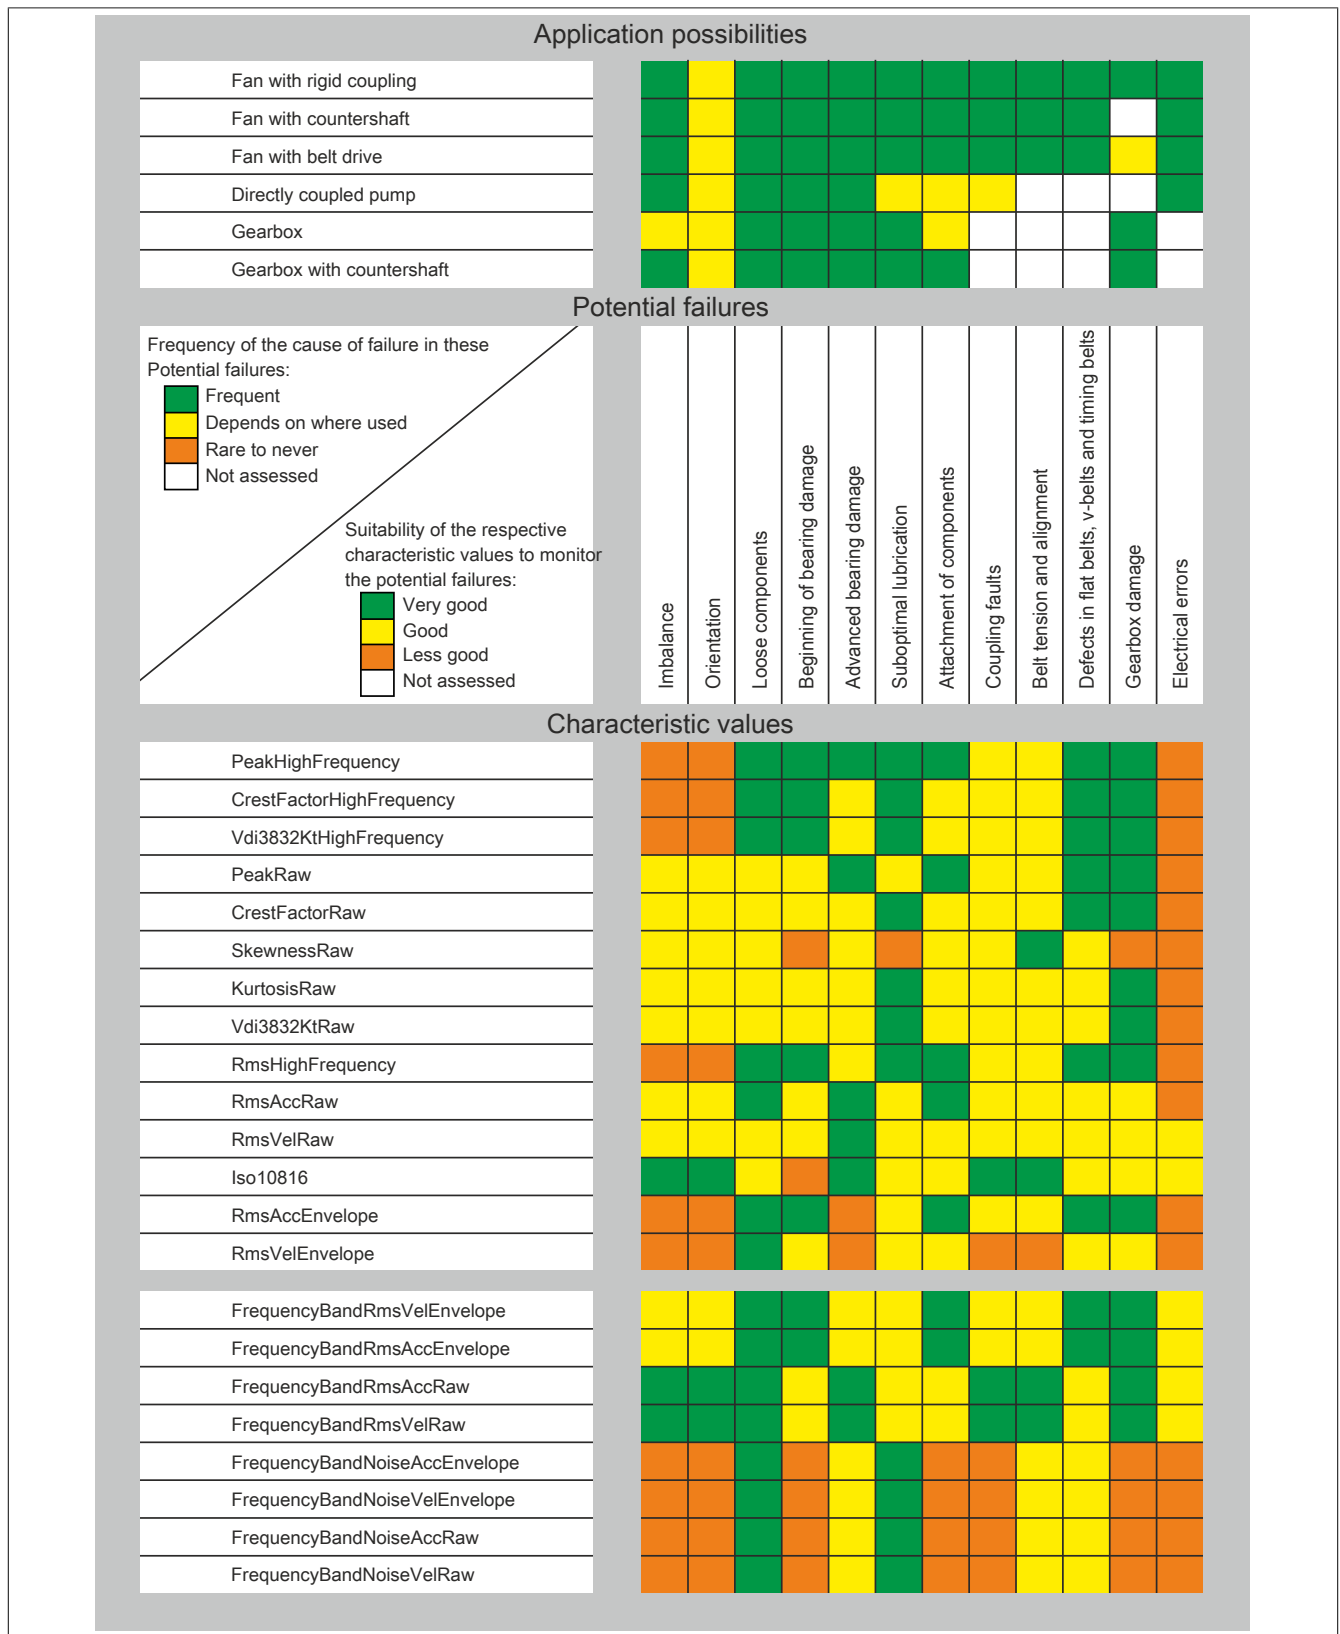 Application possibilities
Fan with rigid coupling
Fan with countershaft
Fan with belt drive
Directly coupled pump
Gearbox
Gearbox with countershaft
Potential failures
Frequency of the cause of failure in these
Potential failures:
Frequent
Depends on where used
Rare to never
Not assessed
Suitability of the respective
characteristic values to monitor
the potential failures:
Very good
Good
Less good
Not assessed
Imbalance
Orientation
Loose components
Beginning of bearing damage
Advanced bearing damage
Suboptimal lubrication
Attachment of components
Coupling faults
Belt tension and alignment
Defects in flat belts, v-belts and timing belts
Gearbox damage
Electrical errors
Characteristic values
PeakHighFrequency
CrestFactorHighFrequency
Vdi3832KtHighFrequency
PeakRaw
CrestFactorRaw
SkewnessRaw
KurtosisRaw
Vdi3832KtRaw
RmsHighFrequency
RmsAccRaw
RmsVelRaw
Iso10816
RmsAccEnvelope
RmsVelEnvelope
FrequencyBandRmsVelEnvelope
FrequencyBandRmsAccEnvelope
FrequencyBandRmsAccRaw
FrequencyBandRmsVelRaw
FrequencyBandNoiseAccEnvelope
FrequencyBandNoiseVelEnvelope
FrequencyBandNoiseAccRaw
FrequencyBandNoiseVelRaw